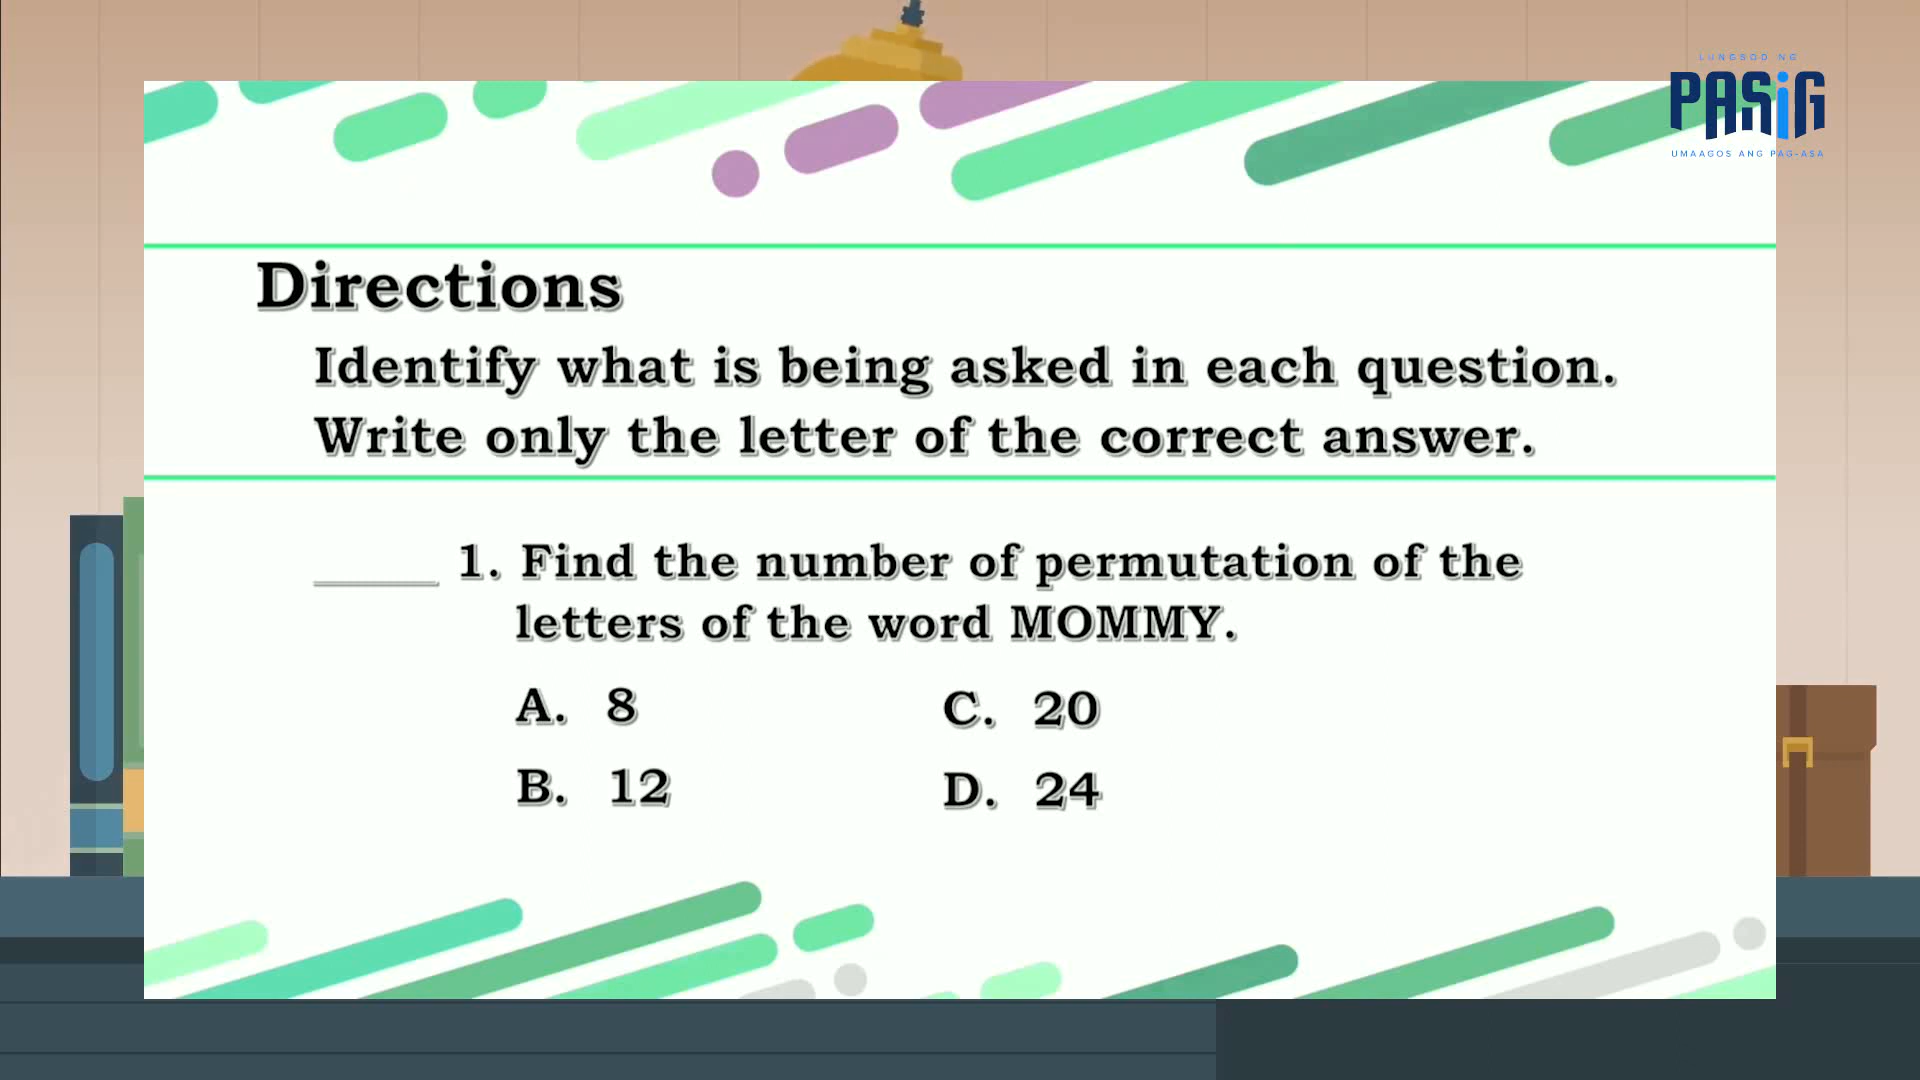 LUNGSOD NG
PASiG
UMAAGOS ANG PAG-ASA
Directions
Identify what is being asked in each question.
Write only the letter of the correct answer.
_____ 1. Find the number of permutation of the
letters of the word MOMMY.
A. 8 C. 20
B. 12 D. 24